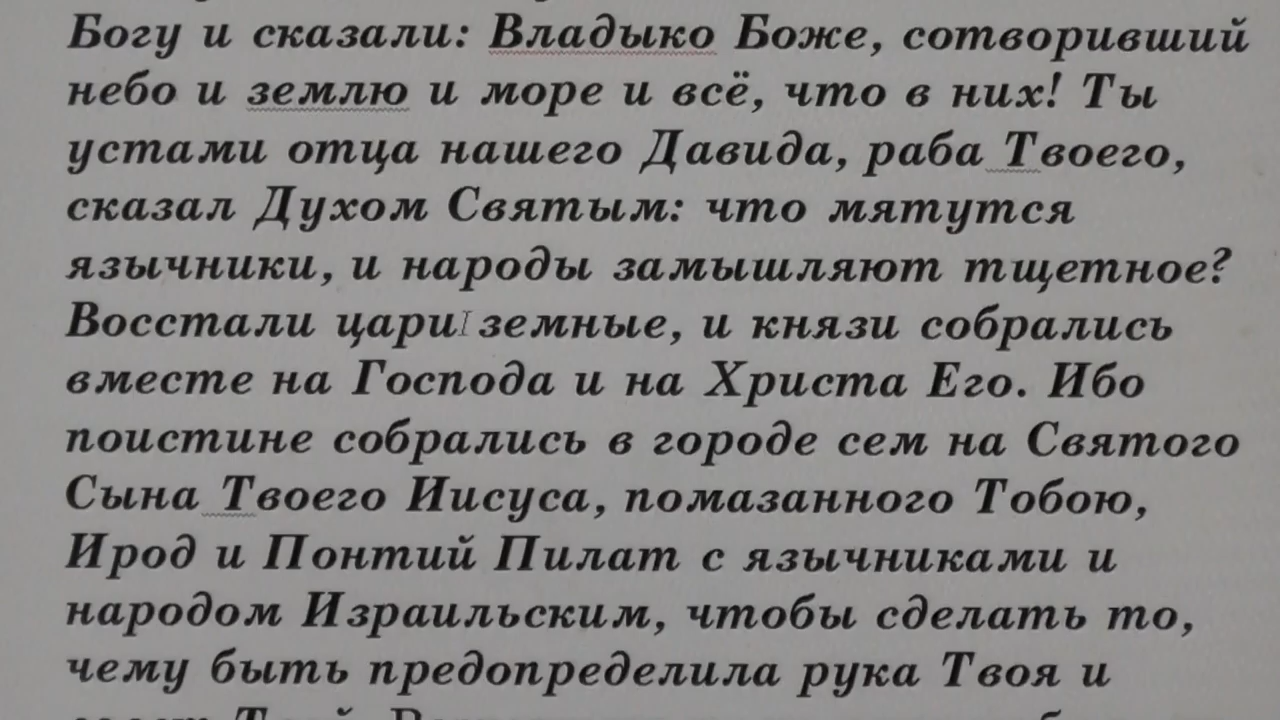 Богу и сказали: Владыко Боже, сотворивший
небо и землю и море и всё, что в них! Ты
устами отца нашего Давида, раба Твоего,
сказал Духом Святым: что мятутся
язычники, и народы замышляют тщетное?
Восстали цари земные, и князи собрались
вместе на Господа и на Христа Его. Ибо
поистине собрались в городе сем на Святого
Сына Твоего Иисуса, помазанного Тобою,
Ирод и Понтий Пилат с язычниками и
народом Израильским, чтобы сделать то,
чему быть предопределила рука Твоя и